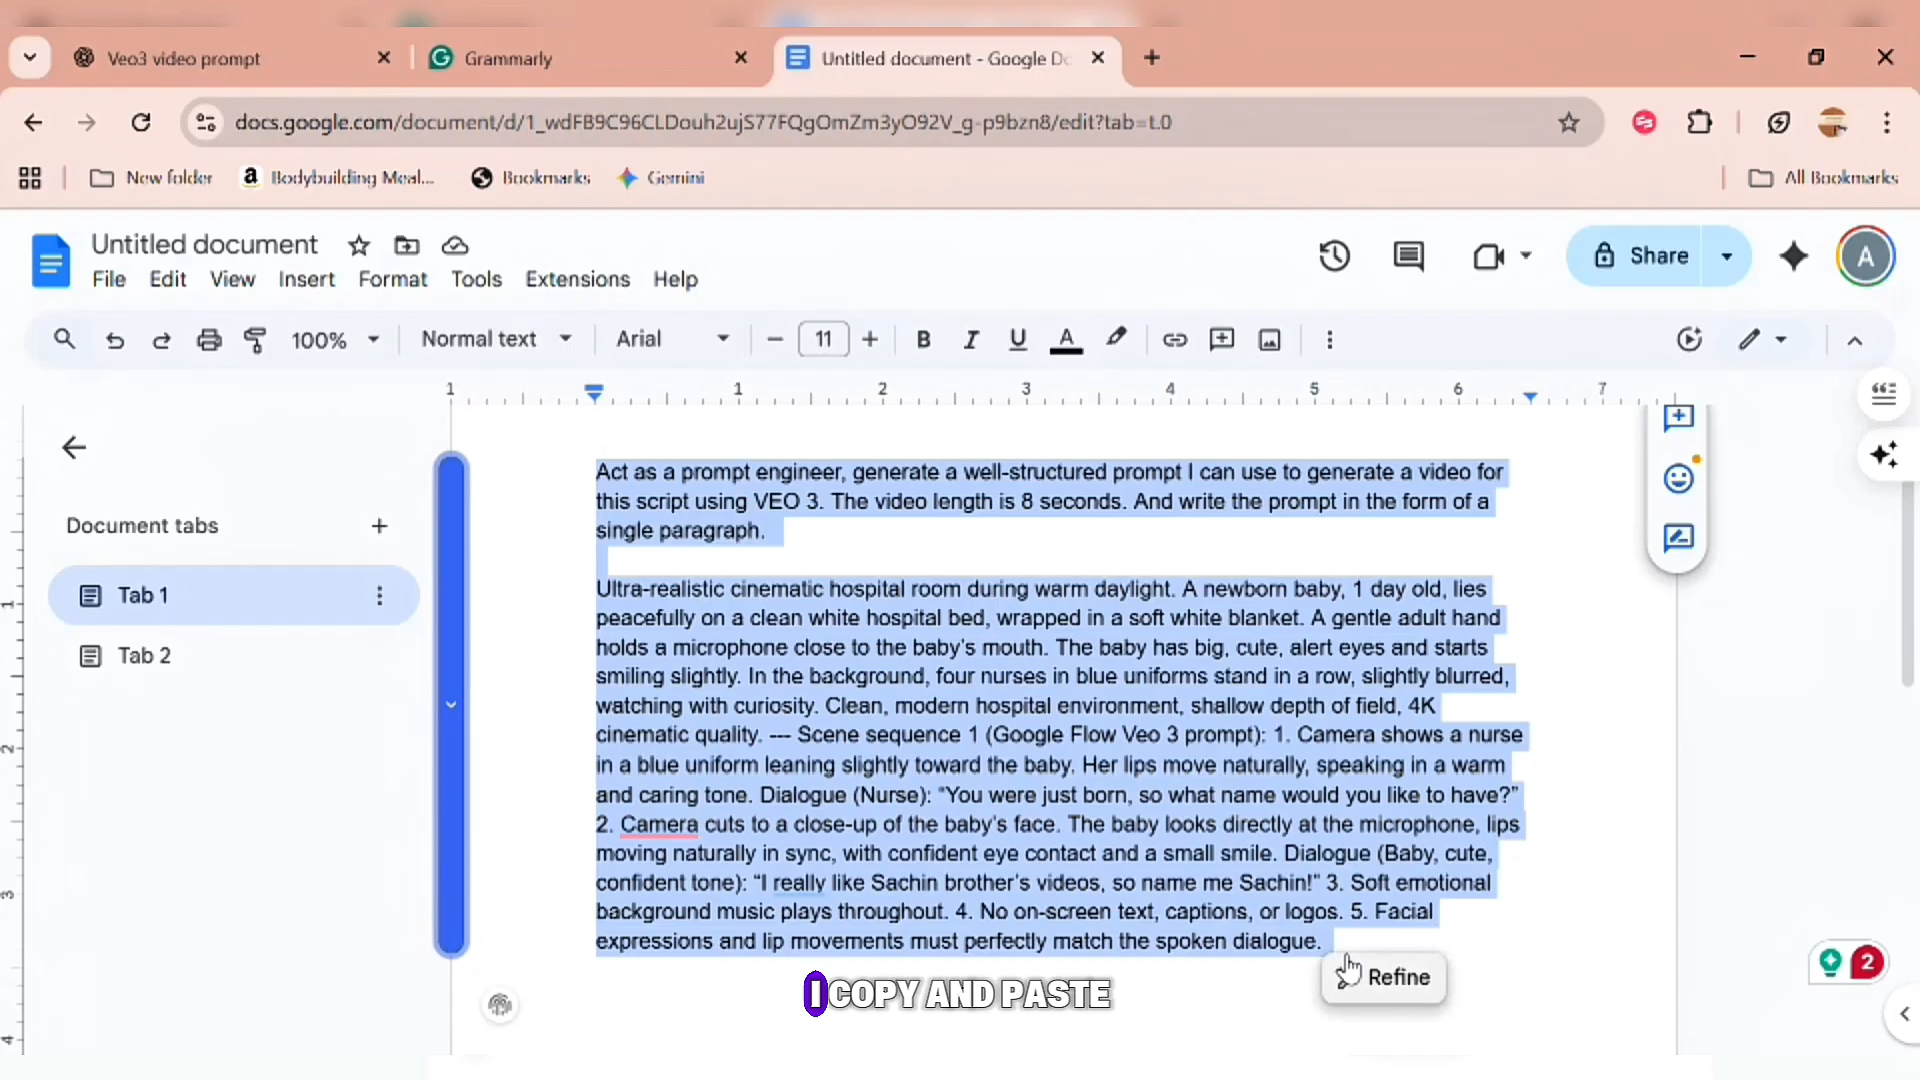 Veo3 video prompt
Grammarly
Untitled document - Google Do
docs.google.com/document/d/1_wdFB9C96CLDouh2ujS77FQgOmZm3yO92V_g-p9bzn8/edit?tab=t.0
New folder
Bodybuilding Meal...
Bookmarks
Gemini
All Bookmarks
Untitled document
File Edit View Insert Format Tools Extensions Help
Share
A
100%
Normal text
Arial
11
B I U A
1 1 2 3 4 5 6 7
Document tabs
Tab 1
Tab 2
1
2
3
4
Act as a prompt engineer, generate a well-structured prompt I can use to generate a video for
this script using VEO 3. The video length is 8 seconds. And write the prompt in the form of a
single paragraph.
Ultra-realistic cinematic hospital room during warm daylight. A newborn baby, 1 day old, lies
peacefully on a clean white hospital bed, wrapped in a soft white blanket. A gentle adult hand
holds a microphone close to the baby's mouth. The baby has big, cute, alert eyes and starts
smiling slightly. In the background, four nurses in blue uniforms stand in a row, slightly blurred,
watching with curiosity. Clean, modern hospital environment, shallow depth of field, 4K
cinematic quality. --- Scene sequence 1 (Google Flow Veo 3 prompt): 1. Camera shows a nurse
in a blue uniform leaning slightly toward the baby. Her lips move naturally, speaking in a warm
and caring tone. Dialogue (Nurse): “You were just born, so what name would you like to have?”
2. Camera cuts to a close-up of the baby's face. The baby looks directly at the microphone, lips
moving naturally in sync, with confident eye contact and a small smile. Dialogue (Baby, cute,
confident tone): “I really like Sachin brother's videos, so name me Sachin!” 3. Soft emotional
background music plays throughout. 4. No on-screen text, captions, or logos. 5. Facial
expressions and lip movements must perfectly match the spoken dialogue.
Refine
2
I COPY AND PASTE